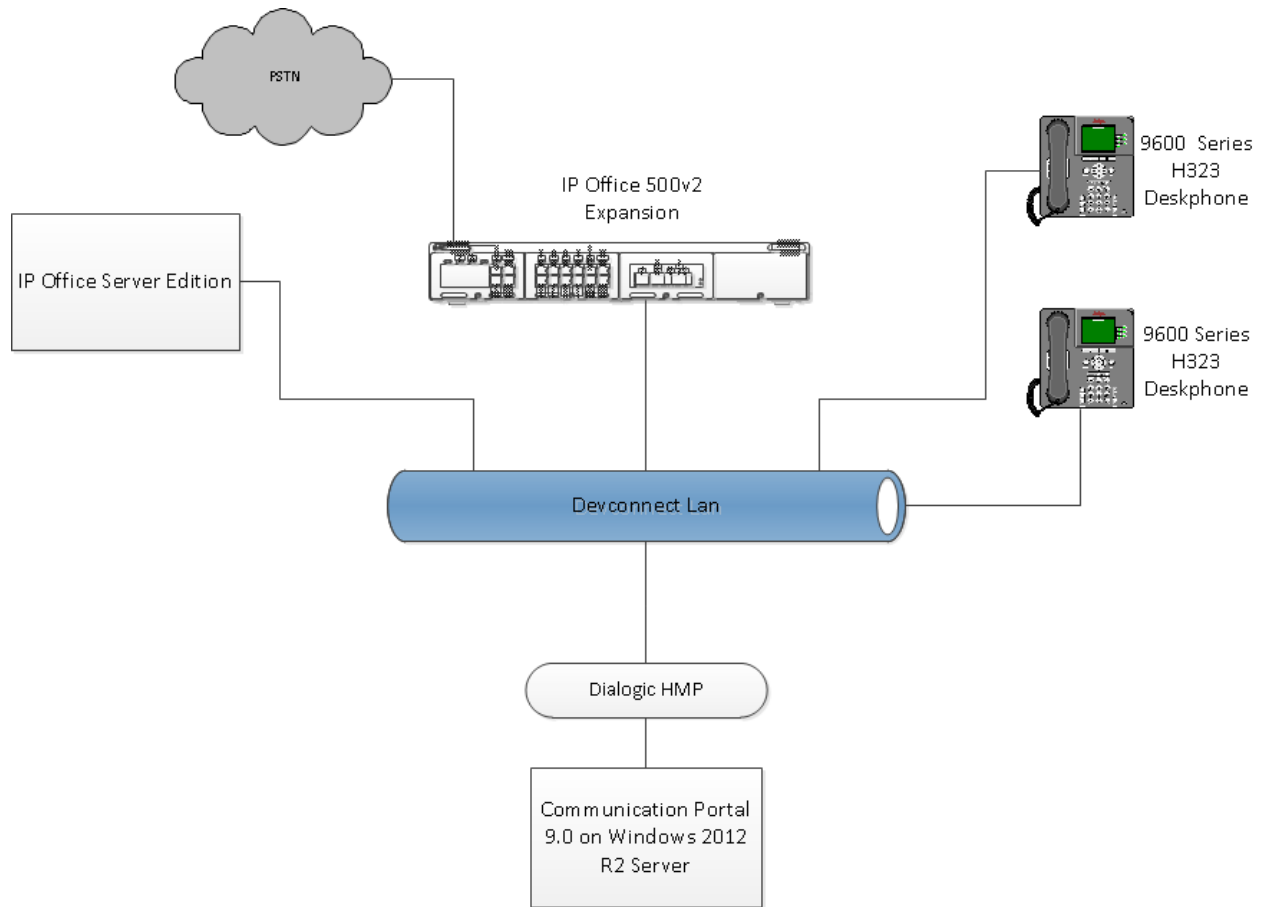 PSTN
IP Office 500v2
Expansion
9600 Series
H323
Deskphone
IP Office Server Edition
9600 Series
H323
Deskphone
Devconnect Lan
Dialogic HMP
Communication Portal
9.0 on Windows 2012
R2 Server